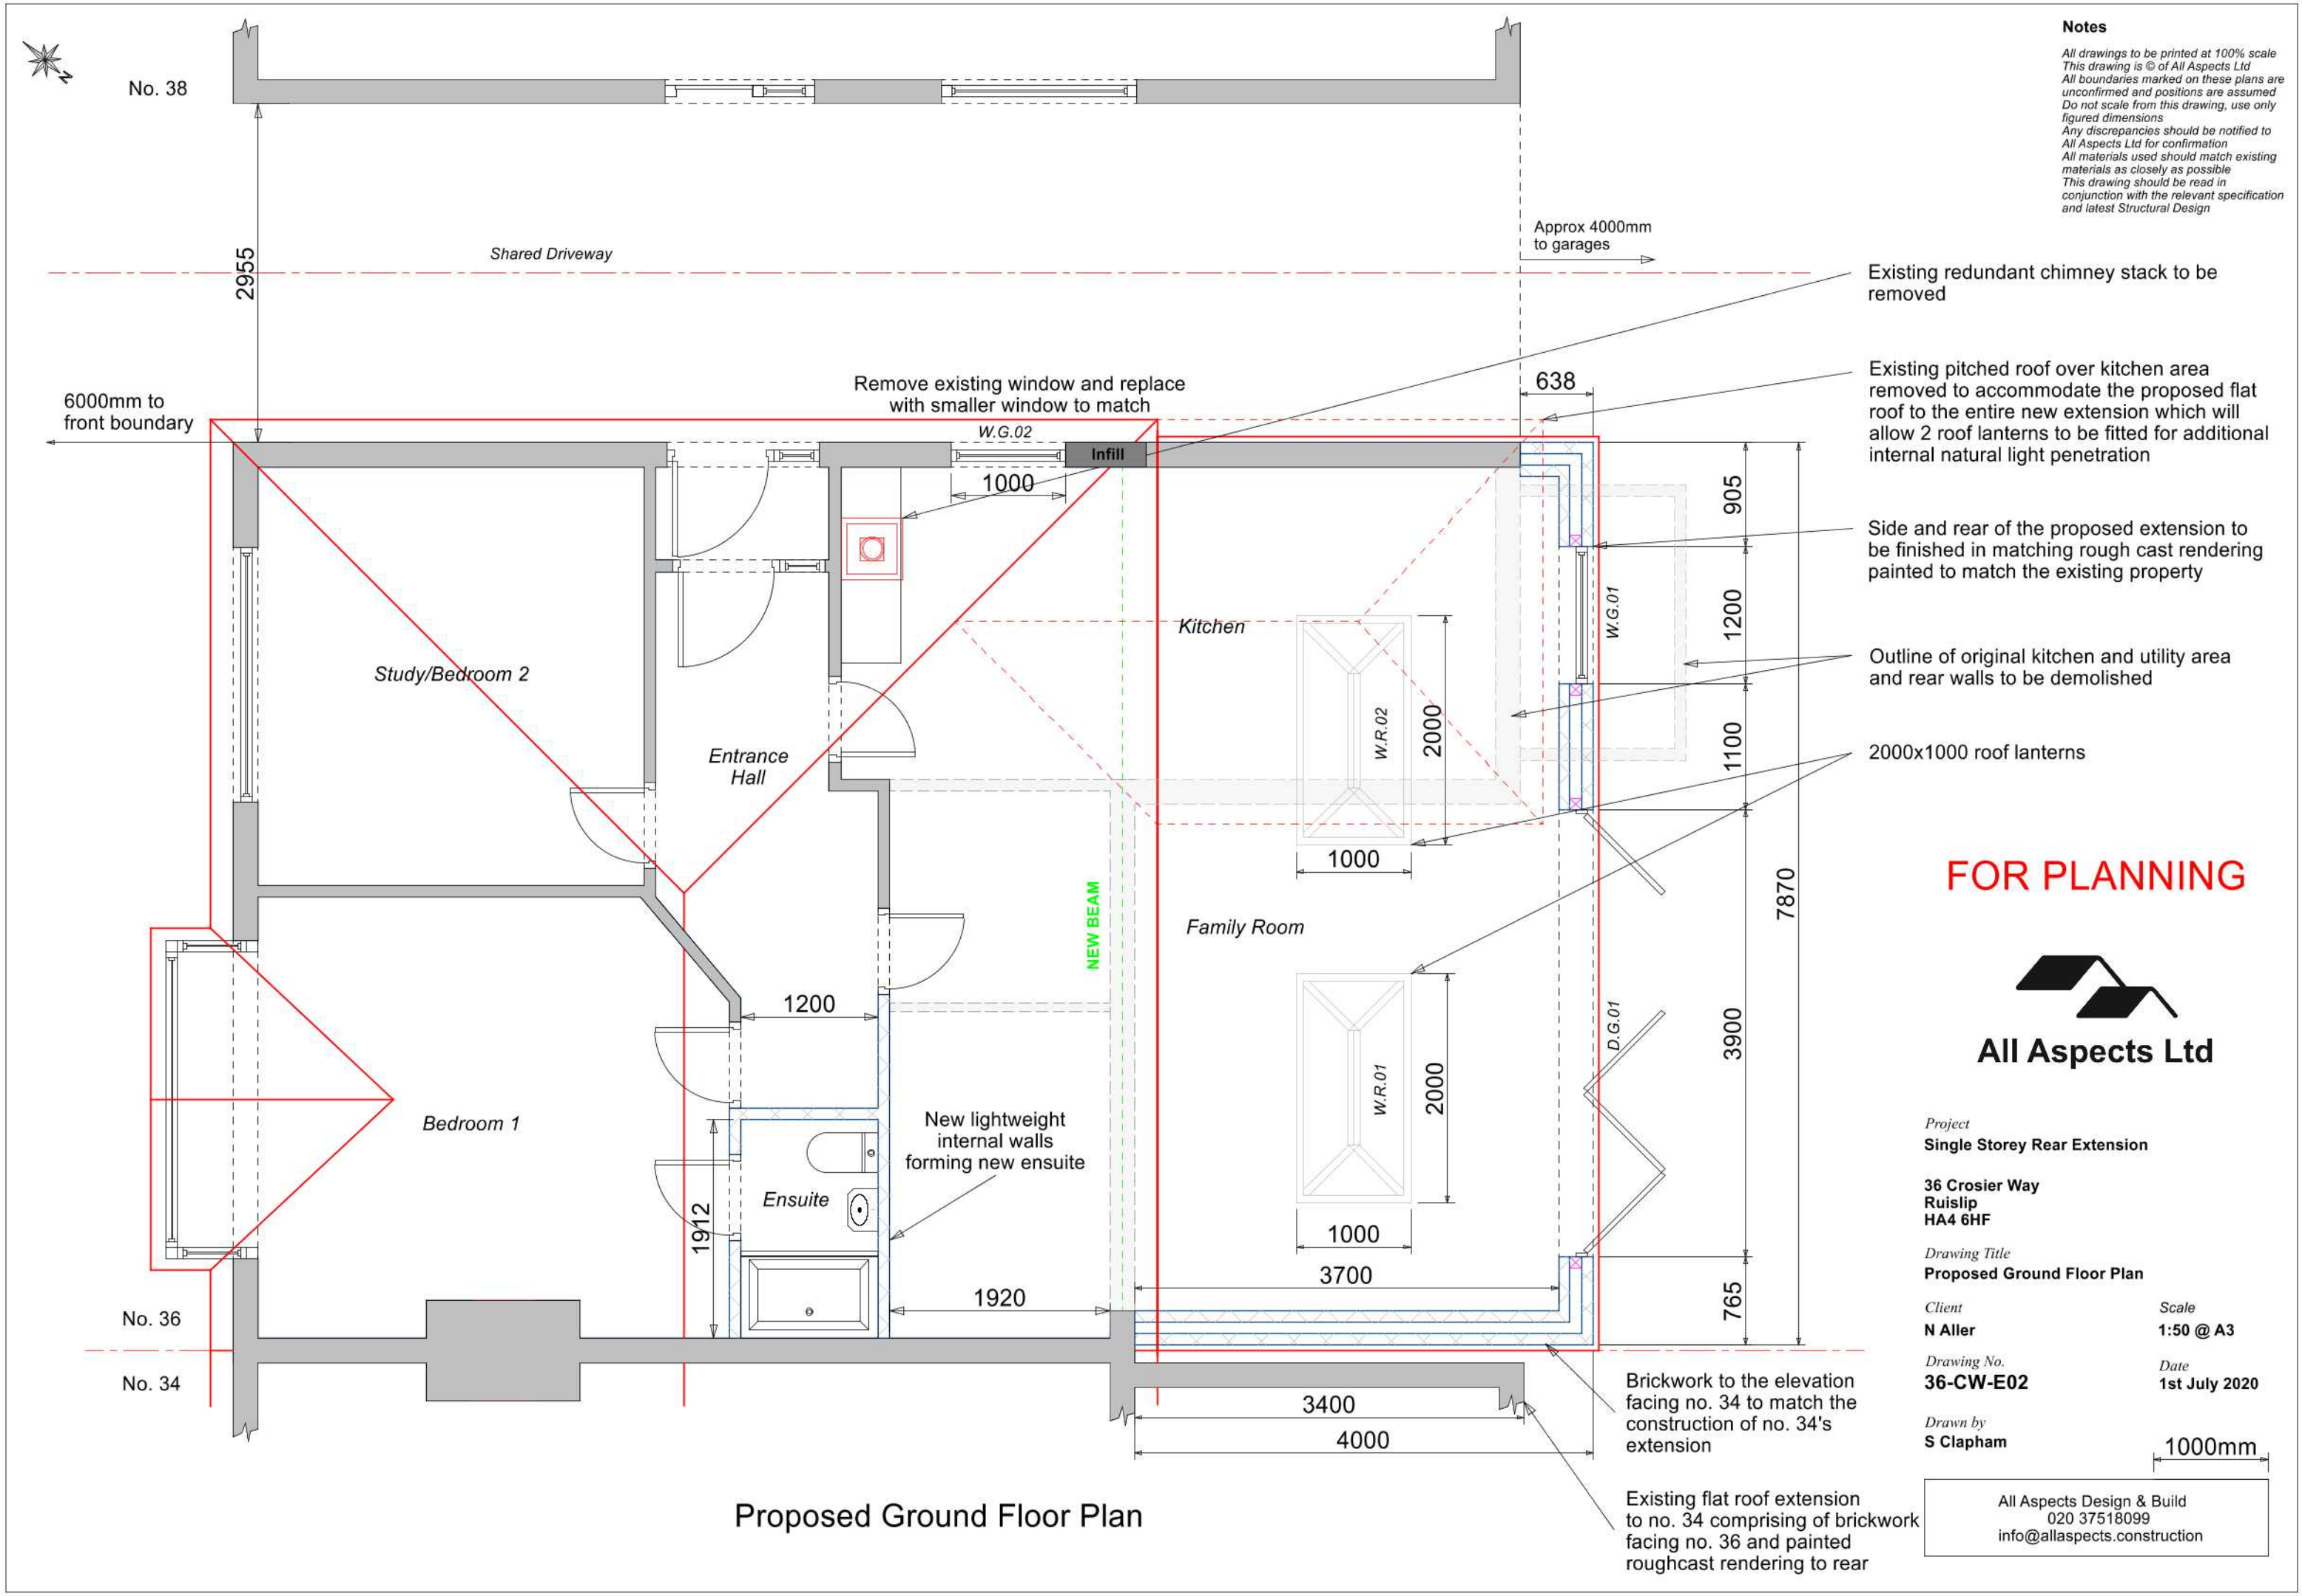 Notes
All drawings to be printed at 100% scale
This drawing is © of All Aspects Ltd
All boundaries marked on these plans are
unconfirmed and positions are assumed
Do not scale from this drawing, use only
figured dimensions
Any discrepancies should be notified to
All Aspects Ltd for confirmation
All materials used should match existing
materials as closely as possible
This drawing should be read in
conjunction with the relevant specification
and latest Structural Design
N
No. 38
2955
Shared Driveway
Approx 4000mm
to garages
Existing redundant chimney stack to be
removed
6000mm to
front boundary
Remove existing window and replace
with smaller window to match
W.G.02
Infill
1000
638
Existing pitched roof over kitchen area
removed to accommodate the proposed flat
roof to the entire new extension which will
allow 2 roof lanterns to be fitted for additional
internal natural light penetration
905
Side and rear of the proposed extension to
be finished in matching rough cast rendering
painted to match the existing property
W.G.01
1200
Kitchen
Study/Bedroom 2
Outline of original kitchen and utility area
and rear walls to be demolished
Entrance
Hall
W.R.02
2000
1100
2000x1000 roof lanterns
1000
7870
FOR PLANNING
NEW BEAM
Family Room
1200
D.G.01
3900
All Aspects Ltd
Bedroom 1
New lightweight
internal walls
forming new ensuite
W.R.01
2000
Ensuite
1912
1000
3700
1920
765
Project
Single Storey Rear Extension
36 Crosier Way
Ruislip
HA4 6HF
Drawing Title
Proposed Ground Floor Plan
Client
N Aller
Scale
1:50 @ A3
Drawing No.
36-CW-E02
Date
1st July 2020
Drawn by
S Clapham
1000mm
No. 36
No. 34
3400
4000
Brickwork to the elevation
facing no. 34 to match the
construction of no. 34's
extension
Existing flat roof extension
to no. 34 comprising of brickwork
facing no. 36 and painted
roughcast rendering to rear
Proposed Ground Floor Plan
All Aspects Design & Build
020 37518099
info@allaspects.construction